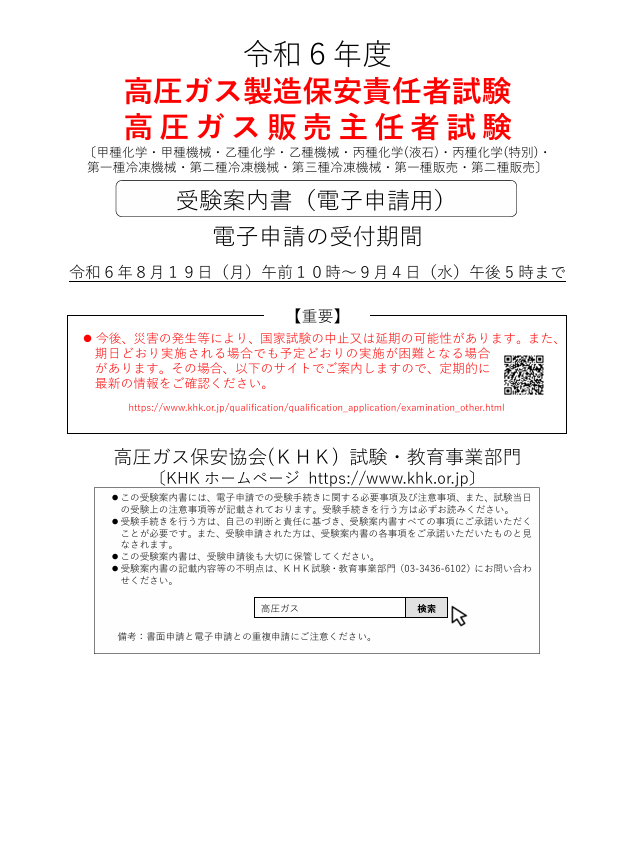 令和６年度
高圧ガス製造保安責任者試験
高圧ガス販売主任者試験
〔甲種化学・甲種機械・乙種化学・乙種機械・丙種化学(液石)・丙種化学(特別)・
第一種冷凍機械・第二種冷凍機械・第三種冷凍機械・第一種販売・第二種販売〕
受験案内書（電子申請用）
電子申請の受付期間
令和６年８月１９日（月）午前１０時～９月４日（水）午後５時まで
【重要】
● 今後、災害の発生等により、国家試験の中止又は延期の可能性があります。また、
期日どおり実施される場合でも予定どおりの実施が困難となる場合
があります。その場合、以下のサイトでご案内しますので、定期的に
最新の情報をご確認ください。
https://www.khk.or.jp/qualification/qualification_application/examination_other.html
高圧ガス保安協会(ＫＨＫ）試験・教育事業部門
〔KHK ホームページ https://www.khk.or.jp〕
● この受験案内書には、電子申請での受験手続きに関する必要事項及び注意事項、また、試験当日
の受験上の注意事項等が記載されております。受験手続きを行う方は必ずお読みください。
● 受験手続きを行う方は、自己の判断と責任に基づき、受験案内書すべての事項にご承諾いただく
ことが必要です。また、受験申請された方は、受験案内書の各事項をご承諾いただいたものと見
なされます。
● この受験案内書は、受験申請後も大切に保管してください。
● 受験案内書の記載内容等の不明点は、ＫＨＫ試験・教育事業部門（03-3436-6102）にお問い合わ
せください。
高圧ガス 検索
備考：書面申請と電子申請との重複申請にご注意ください。